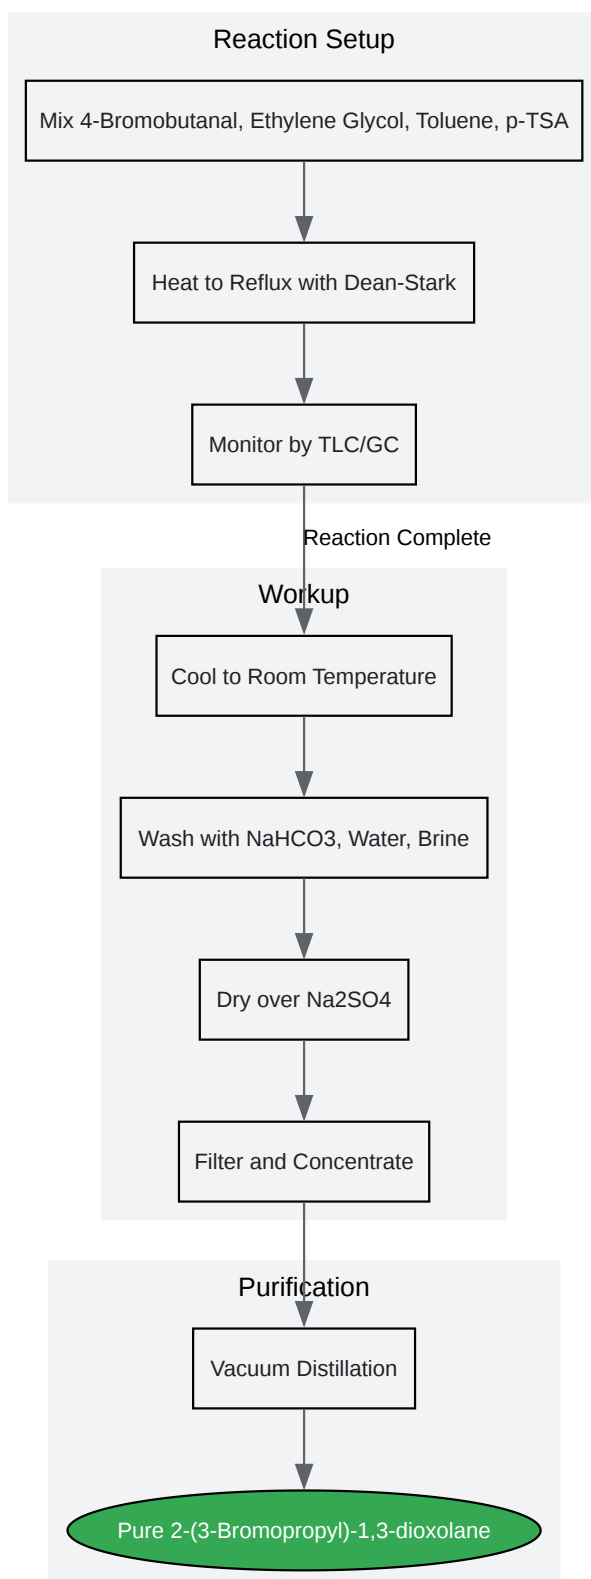 Reaction Setup
Mix 4-Bromobutanal, Ethylene Glycol, Toluene, p-TSA
Heat to Reflux with Dean-Stark
Monitor by TLC/GC
Reaction Complete
Workup
Cool to Room Temperature
Wash with NaHCO3, Water, Brine
Dry over Na2SO4
Filter and Concentrate
Purification
Vacuum Distillation
Pure 2-(3-Bromopropyl)-1,3-dioxolane